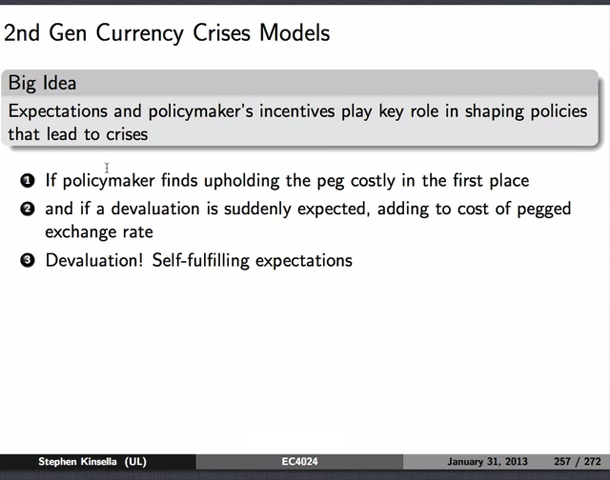 2nd Gen Currency Crises Models
Big Idea
Expectations and policymaker's incentives play key role in shaping policies
that lead to crises
1 If policymaker finds upholding the peg costly in the first place
2 and if a devaluation is suddenly expected, adding to cost of pegged
exchange rate
3 Devaluation! Self-fulfilling expectations
Stephen Kinsella (UL) EC4024 January 31, 2013 257 / 272